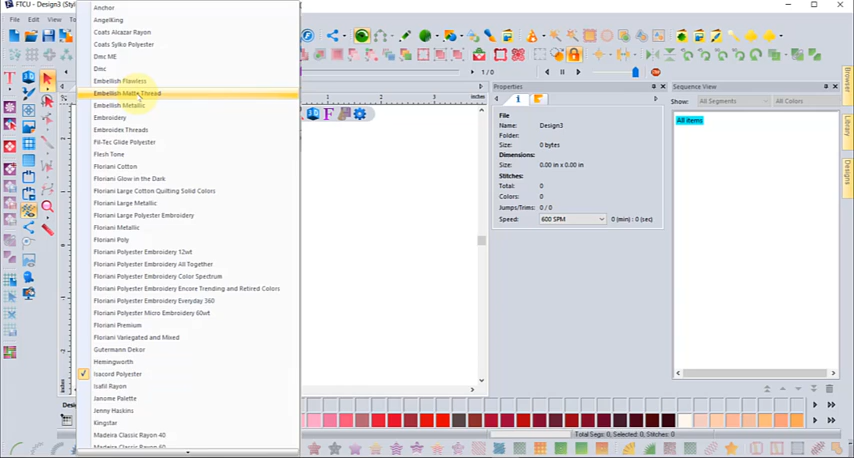 FTCU - Design3 (Style
File
Anchor
AngelKing
Coats Alcazar Rayon
Coats Sylko Polyester
Dmc ME
Dmc
Embellish Flawless
Embellish Matte Thread
Embellish Metallic
Embroidery
Embroidex Threads
Fil-Tec Glide Polyester
Flesh Tone
Floriani Cotton
Floriani Glow in the Dark
Floriani Large Cotton Quilting Solid Colors
Floriani Large Metallic
Floriani Large Polyester Embroidery
Floriani Metallic
Floriani Poly
Floriani Polyester Embroidery 12wt
Floriani Polyester Embroidery All Together
Floriani Polyester Embroidery Color Spectrum
Floriani Polyester Embroidery Encore Trending and Retired Colors
Floriani Polyester Embroidery Everyday 360
Floriani Polyester Micro Embroidery 60wt
Floriani Premium
Floriani Variegated and Mixed
Gutermann Dekor
Hemingworth
Isacord Polyester
Isafil Rayon
Janome Palette
Jenny Haskins
Kingstar
Madeira Classic Rayon 40
1 / 0
Properties
File
Name: Design3
Folder:
Size: 0 bytes
Dimensions:
Size: 0.00 in x 0.00 in
Stitches:
Total: 0
Colors: 0
Jumps/Trims: 0 / 0
Speed: 600 SPM 0 (min) : 0 (sec)
Sequence View
Show: All Segments All Colors
All items
Browser
Library
Designs
inches
Total Segs: 0, Selected: 0, Stitches: 0